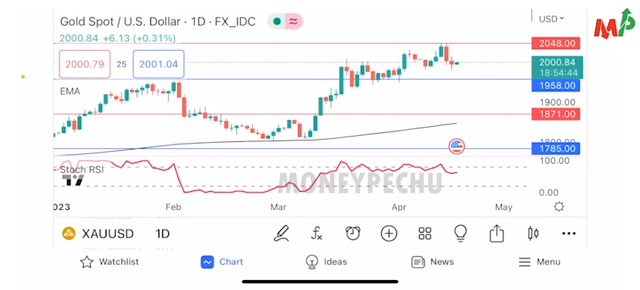 Gold Spot / U.S. Dollar · 1D · FX_IDC
USD
MP
2000.84 +6.13 (+0.31%)
2048.00
2000.79 25 2001.04
2000.84
18:54:44
1958.00
EMA
1900.00
1871.00
1800.00
1785.00
Stoch RSI
100.00
MONEYPECHU
0.00
2023 Feb Mar Apr May
XAUUSD 1D
Watchlist Chart Ideas News Menu